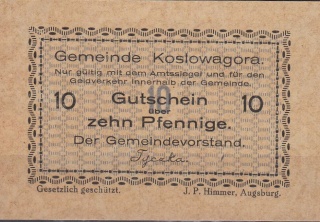 Gemeinde Koslowagora.
Nur gültig mit dem Amtssiegel und für den
Geldverkehr innerhalb der Gemeinde.
10 Gutschein 10
über
10
zehn Pfennige.
Der Gemeindevorstand.
Gesetzlich geschützt. J. P. Himmer, Augsburg.